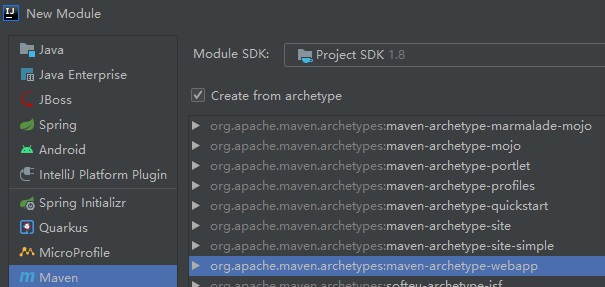 New Module
Java
Java Enterprise
JBoss
Spring
Android
IntelliJ Platform Plugin
Spring Initializr
Quarkus
MicroProfile
Maven
Module SDK: Project SDK 1.8
Create from archetype
org.apache.maven.archetypes:maven-archetype-marmalade-mojo
org.apache.maven.archetypes:maven-archetype-mojo
org.apache.maven.archetypes:maven-archetype-portlet
org.apache.maven.archetypes:maven-archetype-profiles
org.apache.maven.archetypes:maven-archetype-quickstart
org.apache.maven.archetypes:maven-archetype-site
org.apache.maven.archetypes:maven-archetype-site-simple
org.apache.maven.archetypes:maven-archetype-webapp